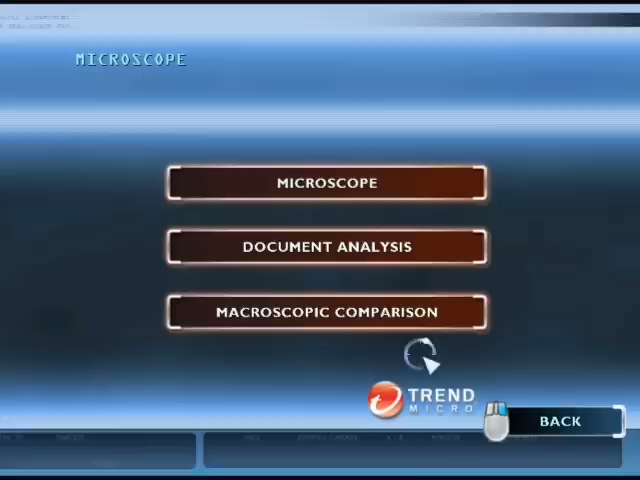 MICROSCOPE
MICROSCOPE
DOCUMENT ANALYSIS
MACROSCOPIC COMPARISON
TREND
MICRO
BACK